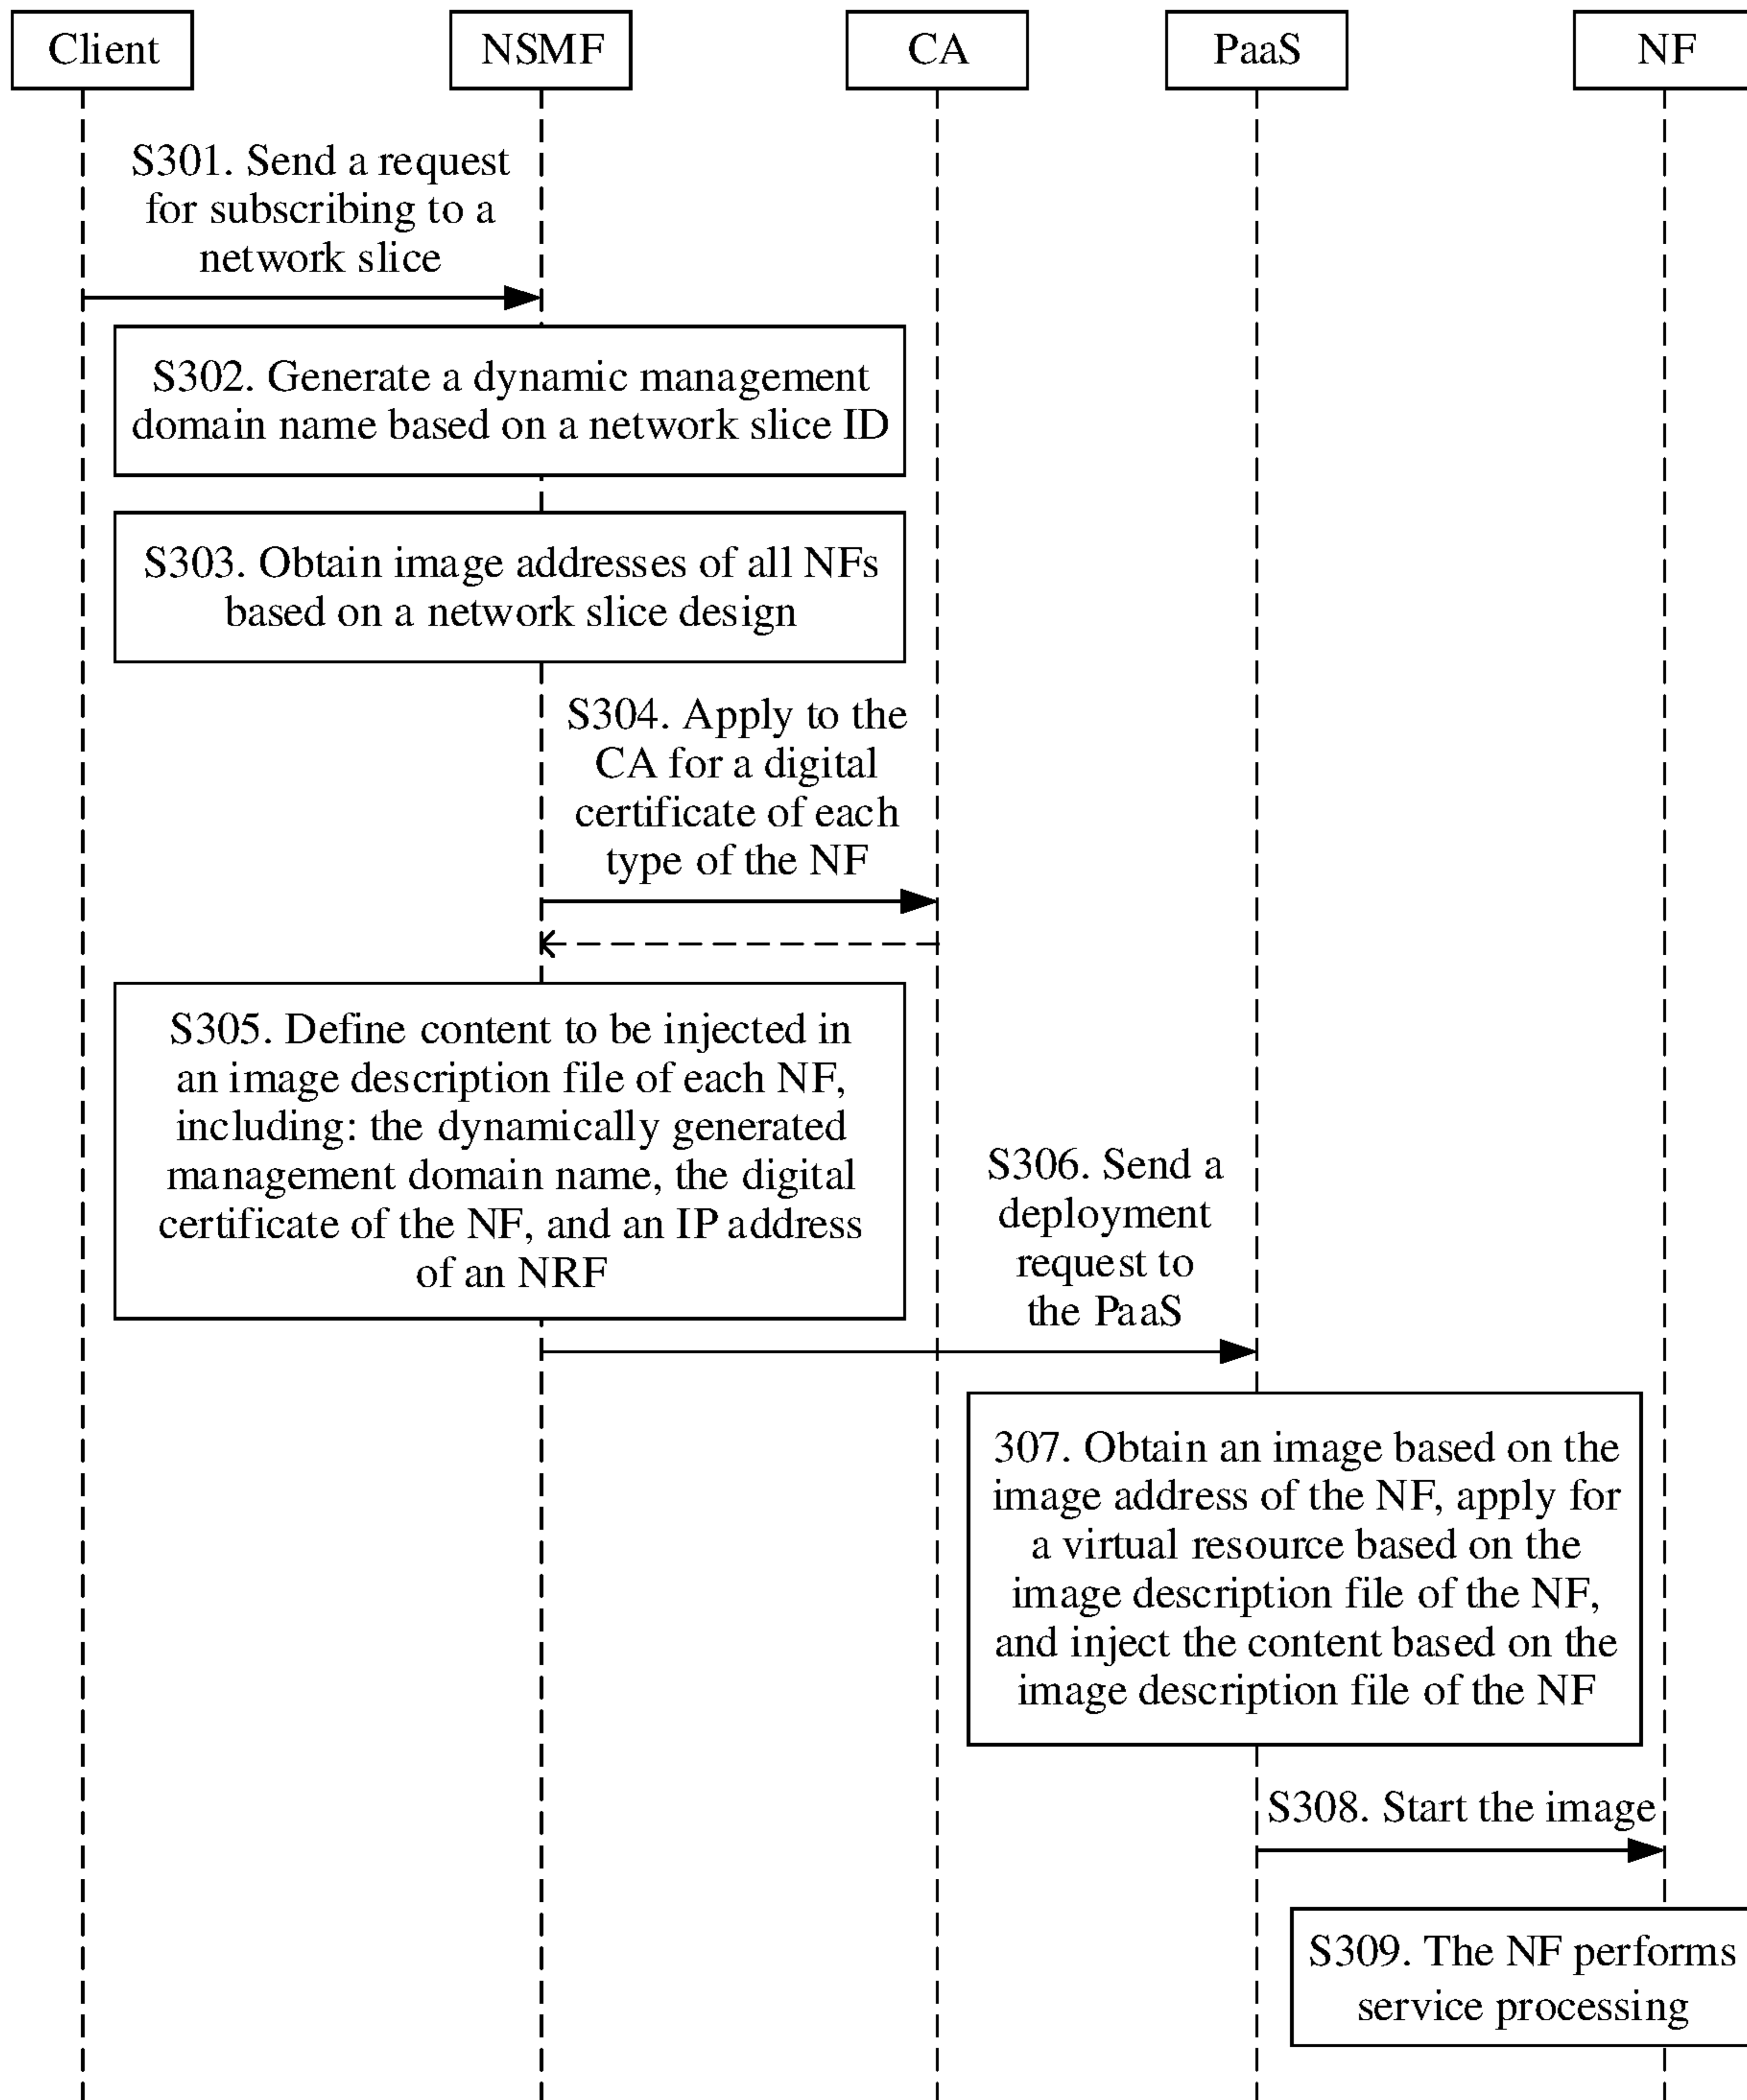 Client
NSMF
CA
PaaS
NF
S301. Send a request
for subscribing to a
network slice
S302. Generate a dynamic management
domain name based on a network slice ID
S303. Obtain image addresses of all NFs
based on a network slice design
S304. Apply to the
CA for a digital
certificate of each
type of the NF
S305. Define content to be injected in
an image description file of each NF,
including: the dynamically generated
management domain name, the digital
certificate of the NF, and an IP address
of an NRF
S306. Send a
deployment
request to
the PaaS
307. Obtain an image based on the
image address of the NF, apply for
a virtual resource based on the
image description file of the NF,
and inject the content based on the
image description file of the NF
S308. Start the image
S309. The NF performs
service processing